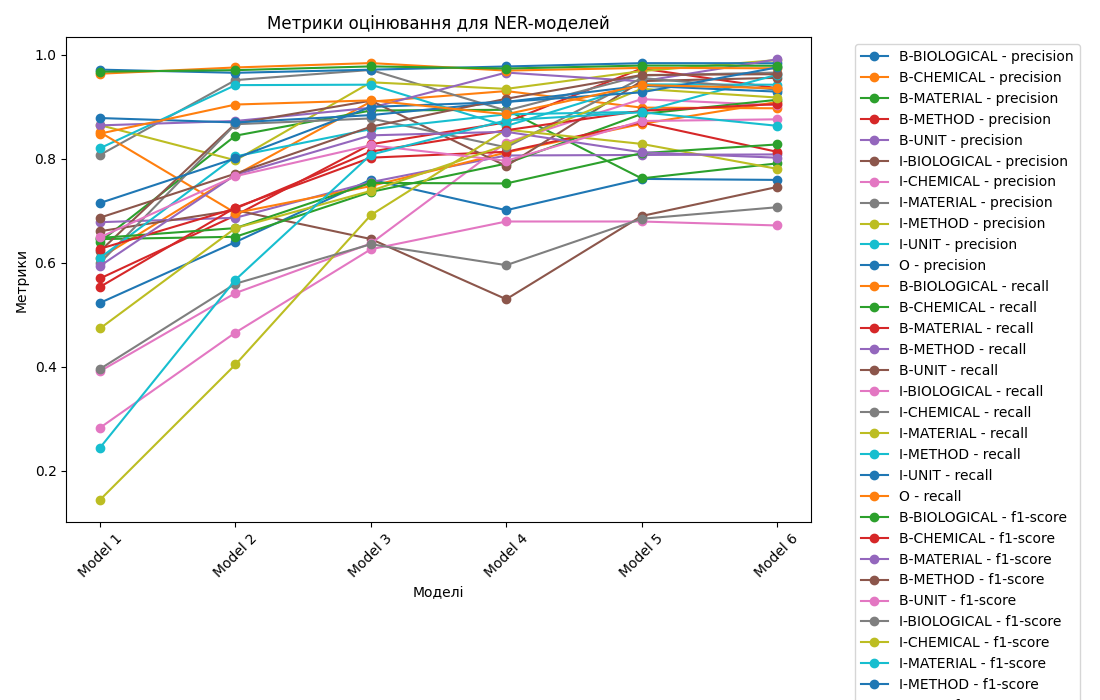 Метрики оцінювання для NER-моделей
1.0
0.8
0.6
0.4
0.2
Метрики
Model 1
Model 2
Model 3
Model 4
Model 5
Model 6
Моделі
B-BIOLOGICAL - precision
B-CHEMICAL - precision
B-MATERIAL - precision
B-METHOD - precision
B-UNIT - precision
I-BIOLOGICAL - precision
I-CHEMICAL - precision
I-MATERIAL - precision
I-METHOD - precision
I-UNIT - precision
O - precision
B-BIOLOGICAL - recall
B-CHEMICAL - recall
B-MATERIAL - recall
B-METHOD - recall
B-UNIT - recall
I-BIOLOGICAL - recall
I-CHEMICAL - recall
I-MATERIAL - recall
I-METHOD - recall
I-UNIT - recall
O - recall
B-BIOLOGICAL - f1-score
B-CHEMICAL - f1-score
B-MATERIAL - f1-score
B-METHOD - f1-score
B-UNIT - f1-score
I-BIOLOGICAL - f1-score
I-CHEMICAL - f1-score
I-MATERIAL - f1-score
I-METHOD - f1-score